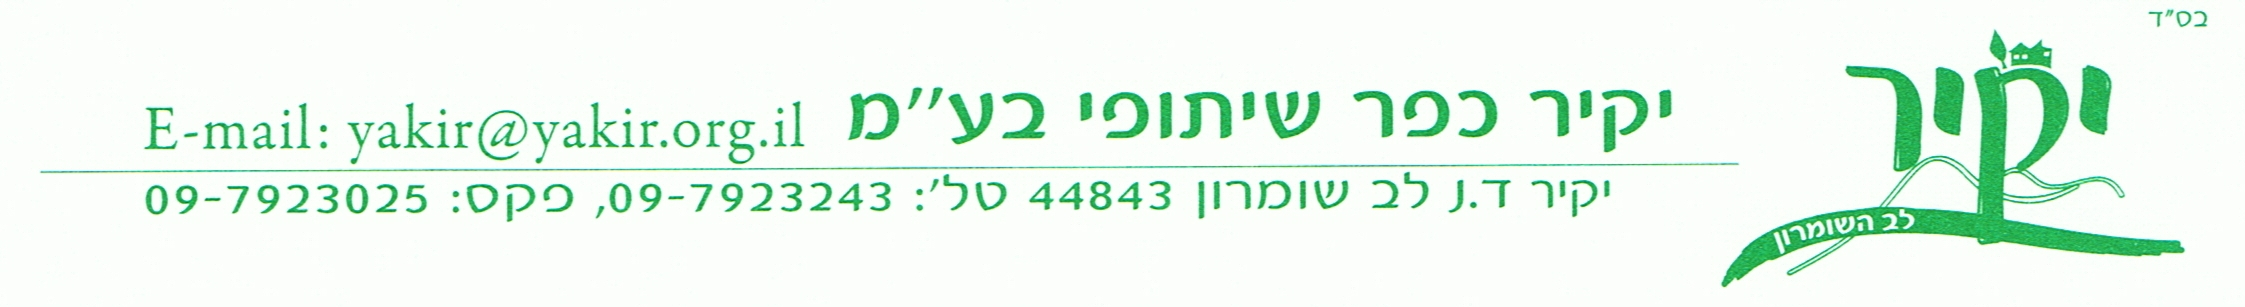 בס"ד
יקיר
לב השומרון
יקיר כפר שיתופי בע"מ E-mail: yakir@yakir.org.il
יקיר ד.נ לב שומרון 44843 טל': 09-7923243, פקס: 09-7923025